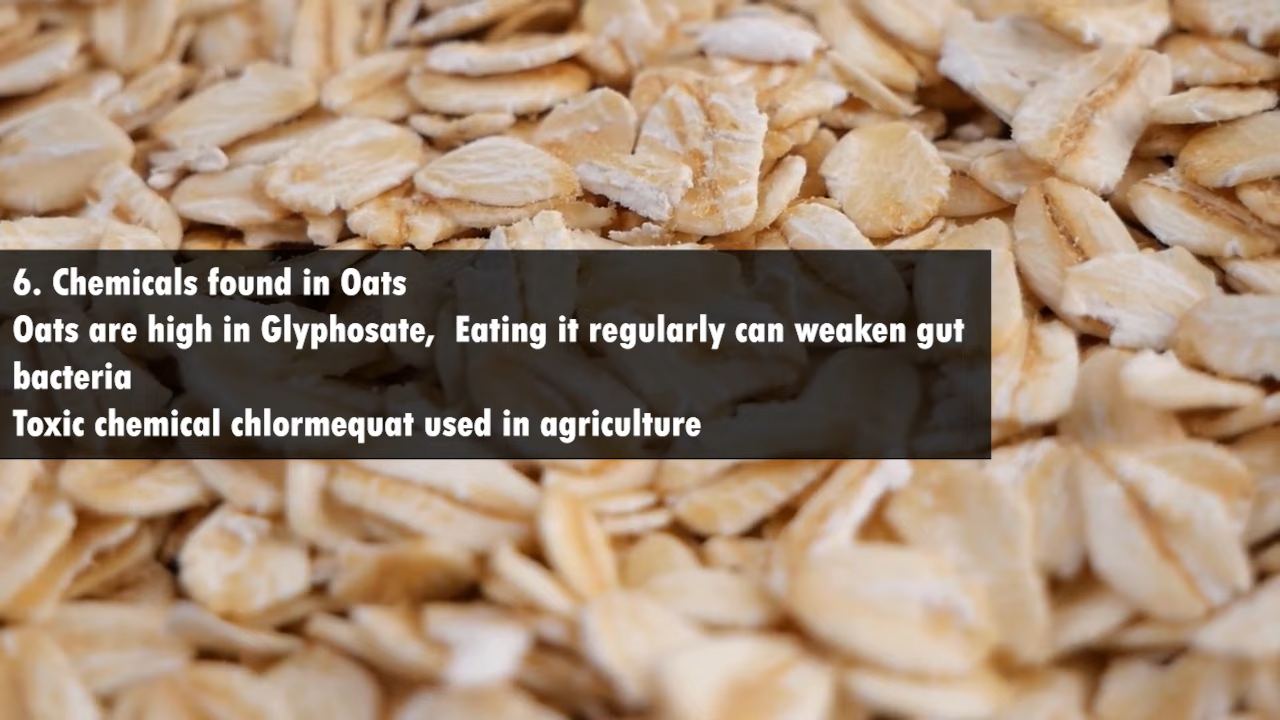 6. Chemicals found in Oats
Oats are high in Glyphosate,  Eating it regularly can weaken gut
bacteria
Toxic chemical chlormequat used in agriculture